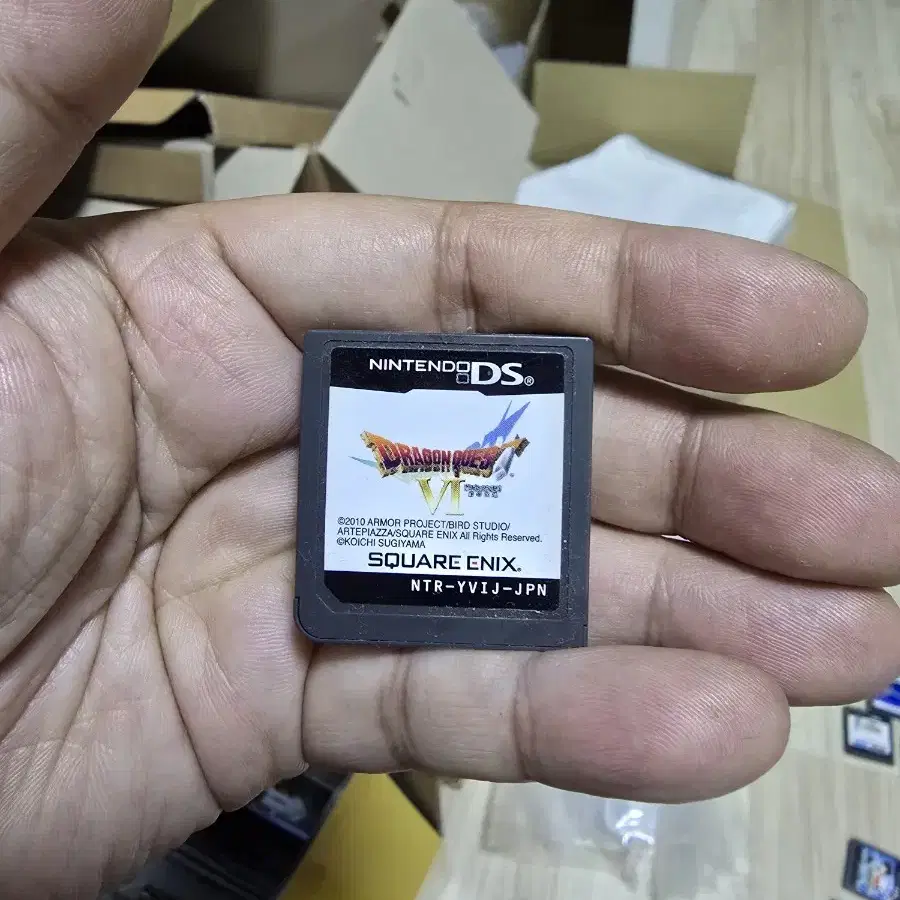 NINTENDO DS®
DRAGON QUEST
VI
©2010 ARMOR PROJECT/BIRD STUDIO/
ARTEPIAZZA/SQUARE ENIX All Rights Reserved.
©KOICHI SUGIYAMA
SQUARE ENIX®
NTR-YVIJ-JPN